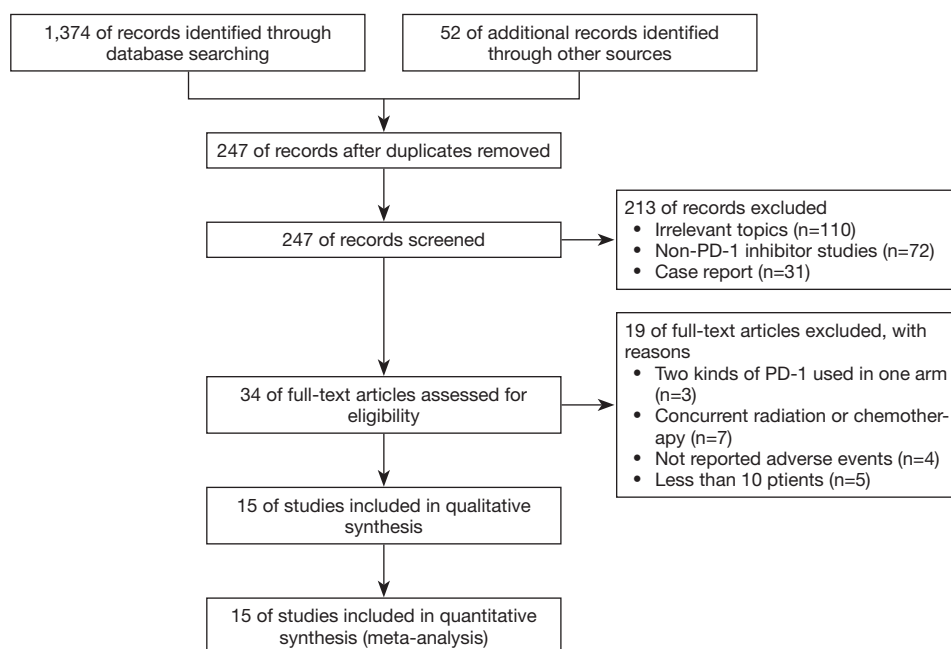 1,374 of records identified through
database searching
52 of additional records identified
through other sources
247 of records after duplicates removed
247 of records screened
213 of records excluded
• Irrelevant topics (n=110)
• Non-PD-1 inhibitor studies (n=72)
• Case report (n=31)
34 of full-text articles assessed for
eligibility
19 of full-text articles excluded, with
reasons
• Two kinds of PD-1 used in one arm
(n=3)
• Concurrent radiation or chemother-
apy (n=7)
• Not reported adverse events (n=4)
• Less than 10 ptients (n=5)
15 of studies included in qualitative
synthesis
15 of studies included in quantitative
synthesis (meta-analysis)